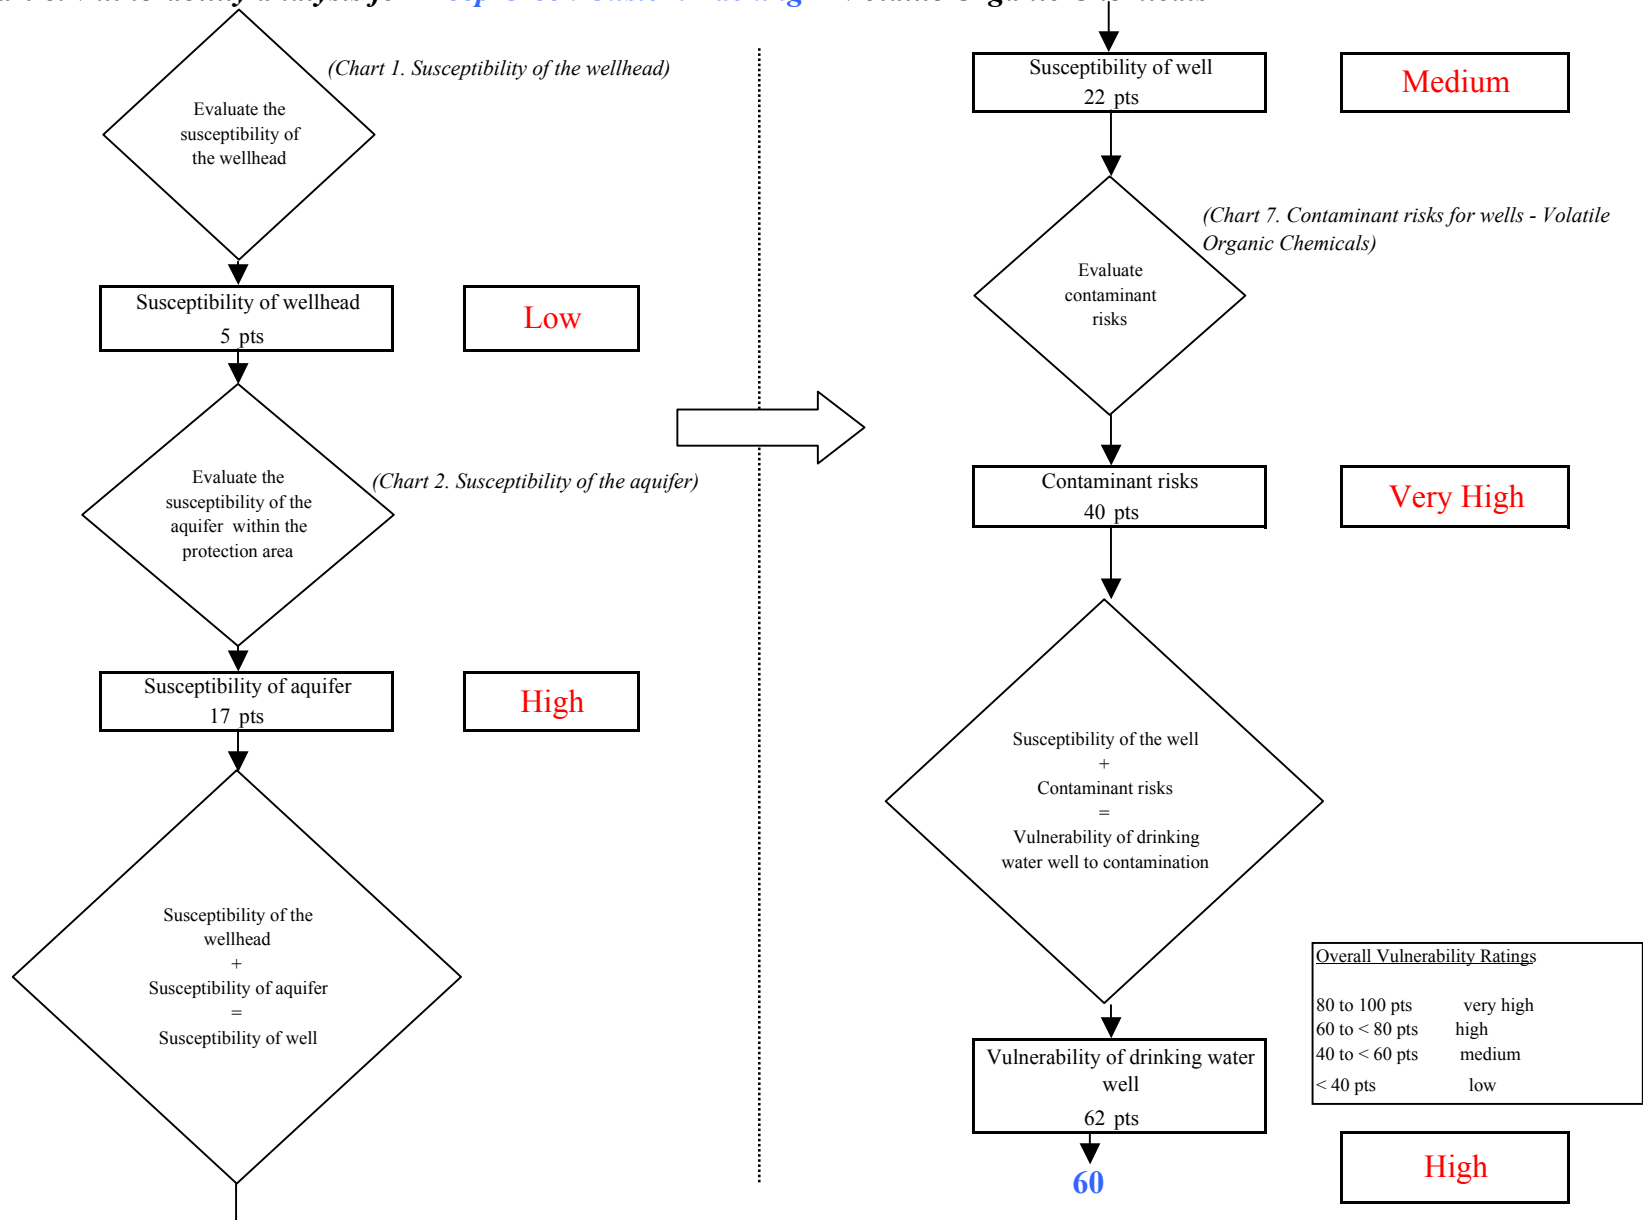 (Chart 1. Susceptibility of the wellhead)
Evaluate the
susceptibility of
the wellhead
Susceptibility of wellhead
5 pts
Low
Evaluate the
susceptibility of the
aquifer within the
protection area
(Chart 2. Susceptibility of the aquifer)
Susceptibility of aquifer
17 pts
High
Susceptibility of the
wellhead
+
Susceptibility of aquifer
=
Susceptibility of well
Susceptibility of well
22 pts
Medium
(Chart 7. Contaminant risks for wells - Volatile
Organic Chemicals)
Evaluate
contaminant
risks
Contaminant risks
40 pts
Very High
Susceptibility of the well
+
Contaminant risks
=
Vulnerability of drinking
water well to contamination
Overall Vulnerability Ratings
80 to 100 pts very high
60 to < 80 pts high
40 to < 60 pts medium
< 40 pts low
Vulnerability of drinking water
well
62 pts
60
High